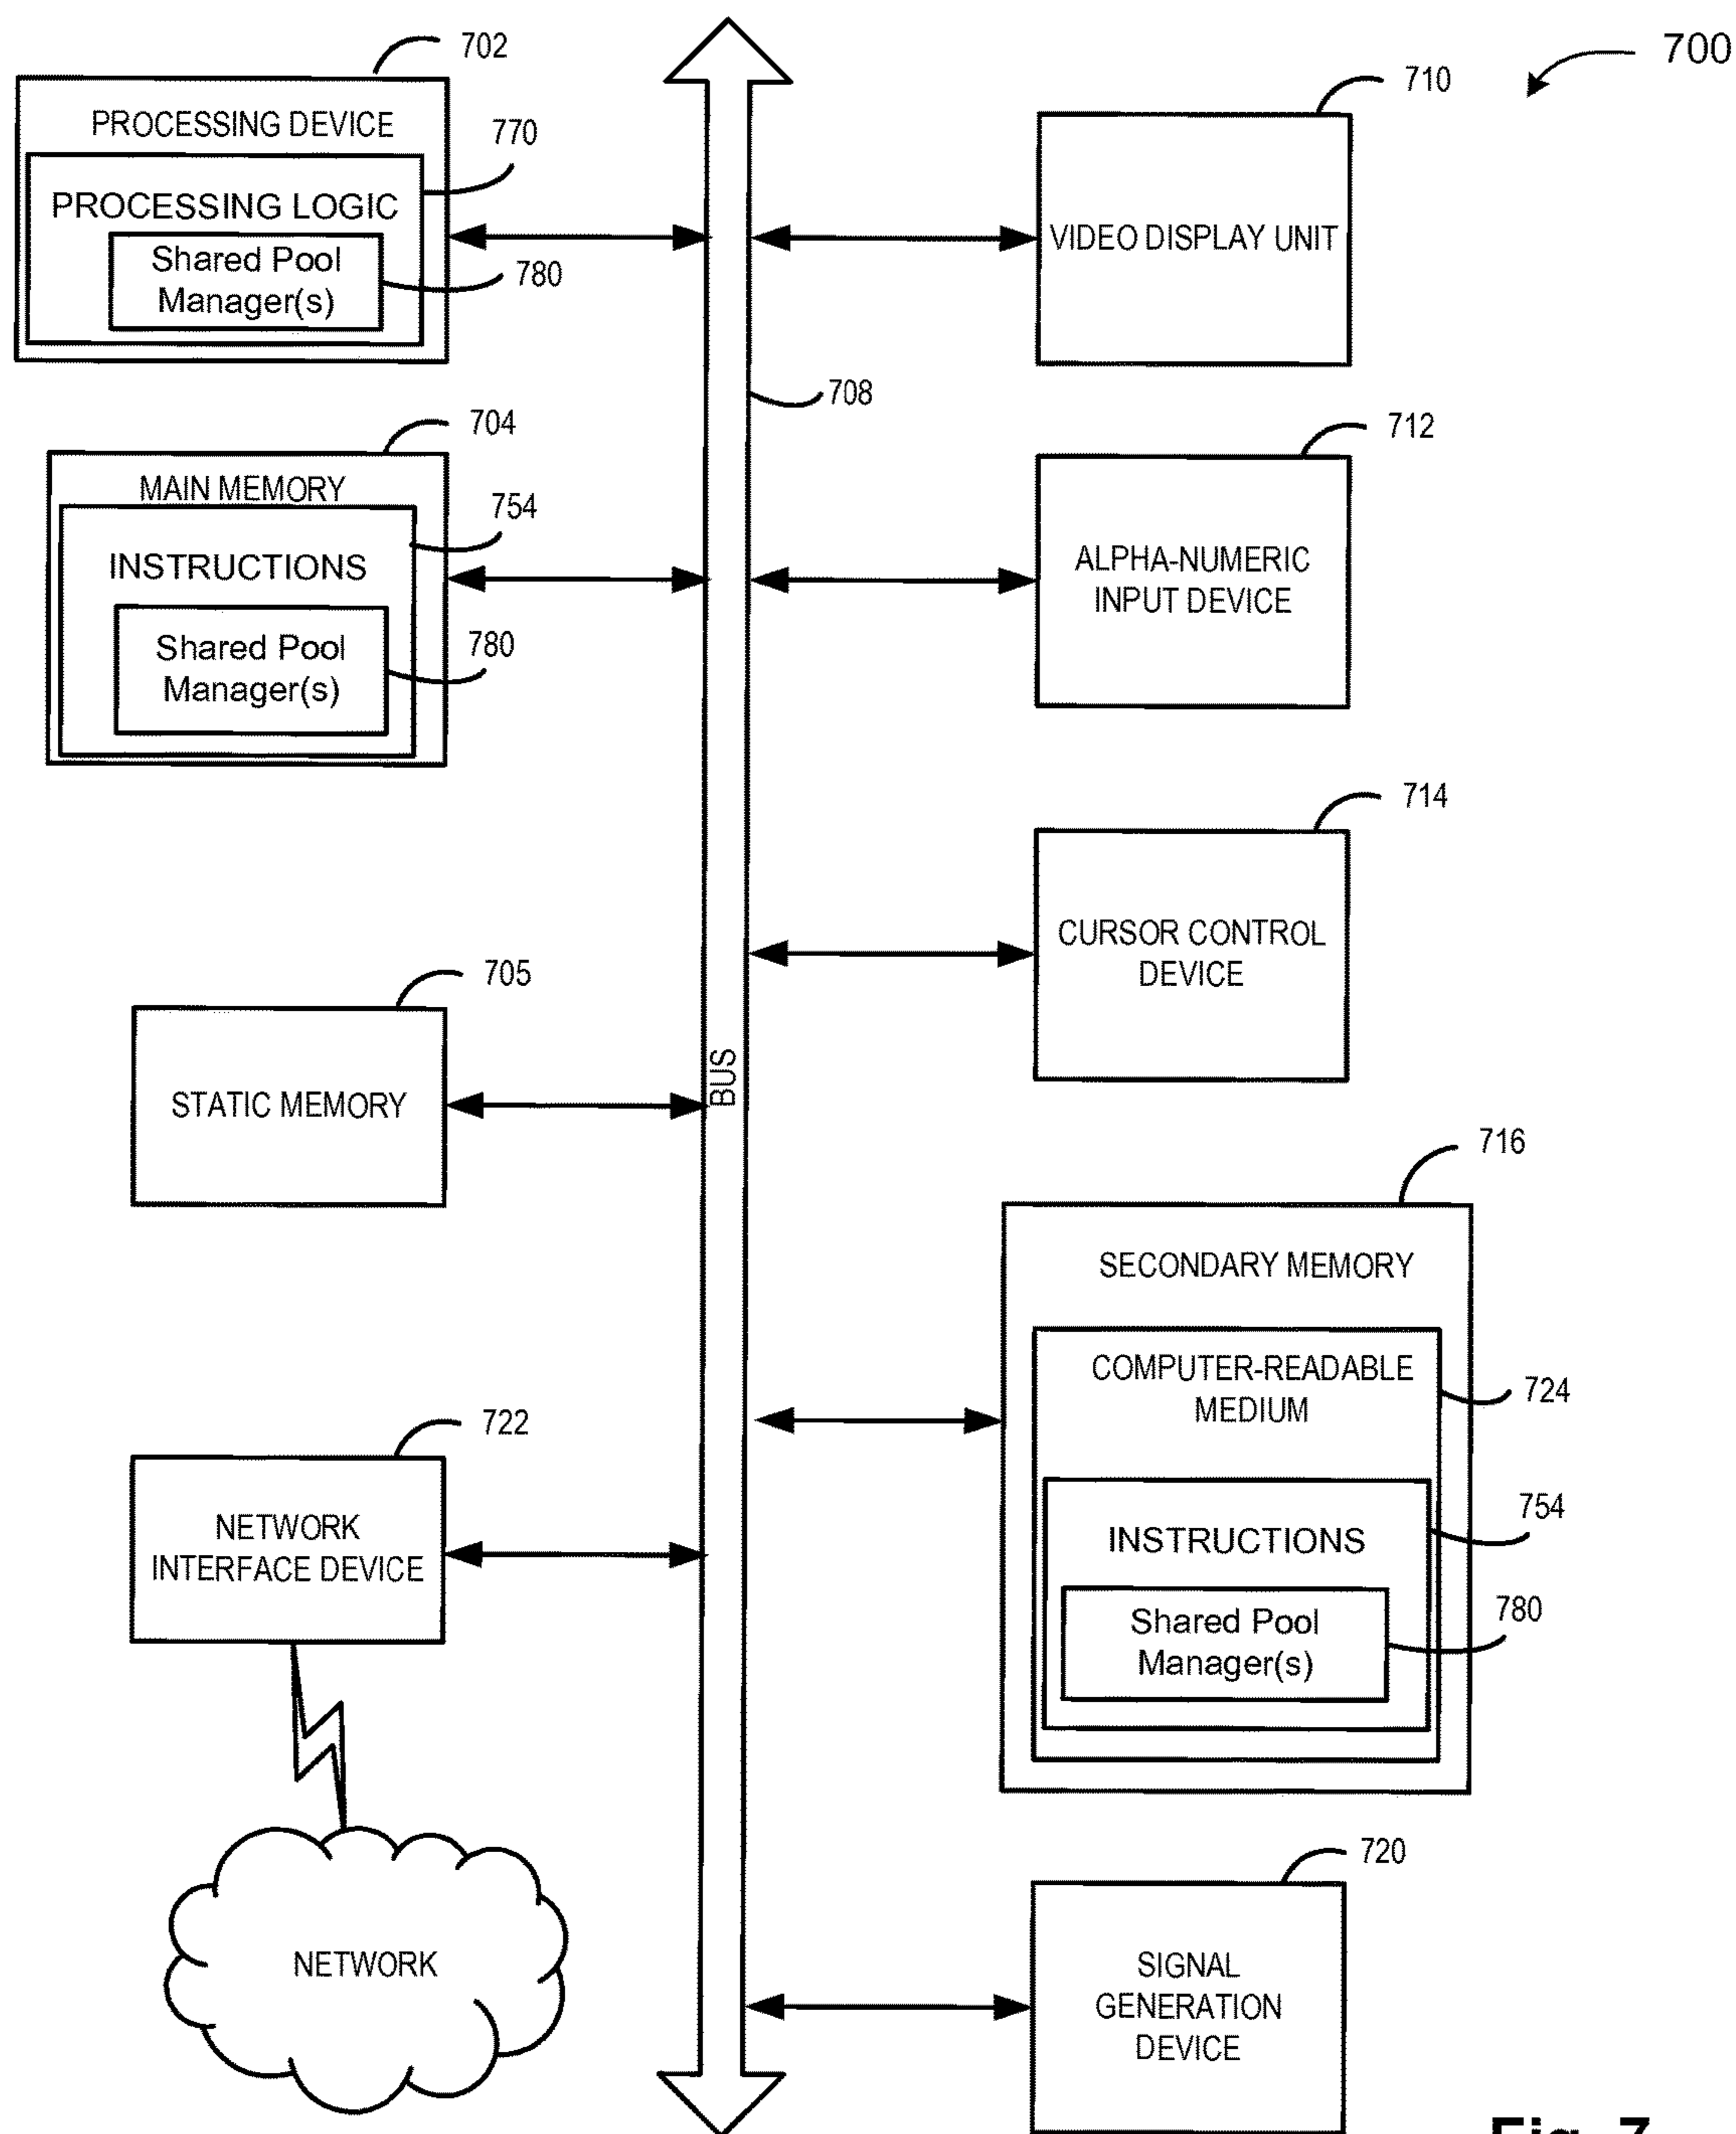 700
702
PROCESSING DEVICE
770
PROCESSING LOGIC
Shared Pool
Manager(s)
780
710
VIDEO DISPLAY UNIT
708
704
MAIN MEMORY
754
INSTRUCTIONS
Shared Pool
Manager(s)
780
712
ALPHA-NUMERIC
INPUT DEVICE
714
CURSOR CONTROL
DEVICE
705
STATIC MEMORY
BUS
716
SECONDARY MEMORY
COMPUTER-READABLE
MEDIUM
724
INSTRUCTIONS
754
Shared Pool
Manager(s)
780
722
NETWORK
INTERFACE DEVICE
NETWORK
720
SIGNAL
GENERATION
DEVICE
Fig. 7